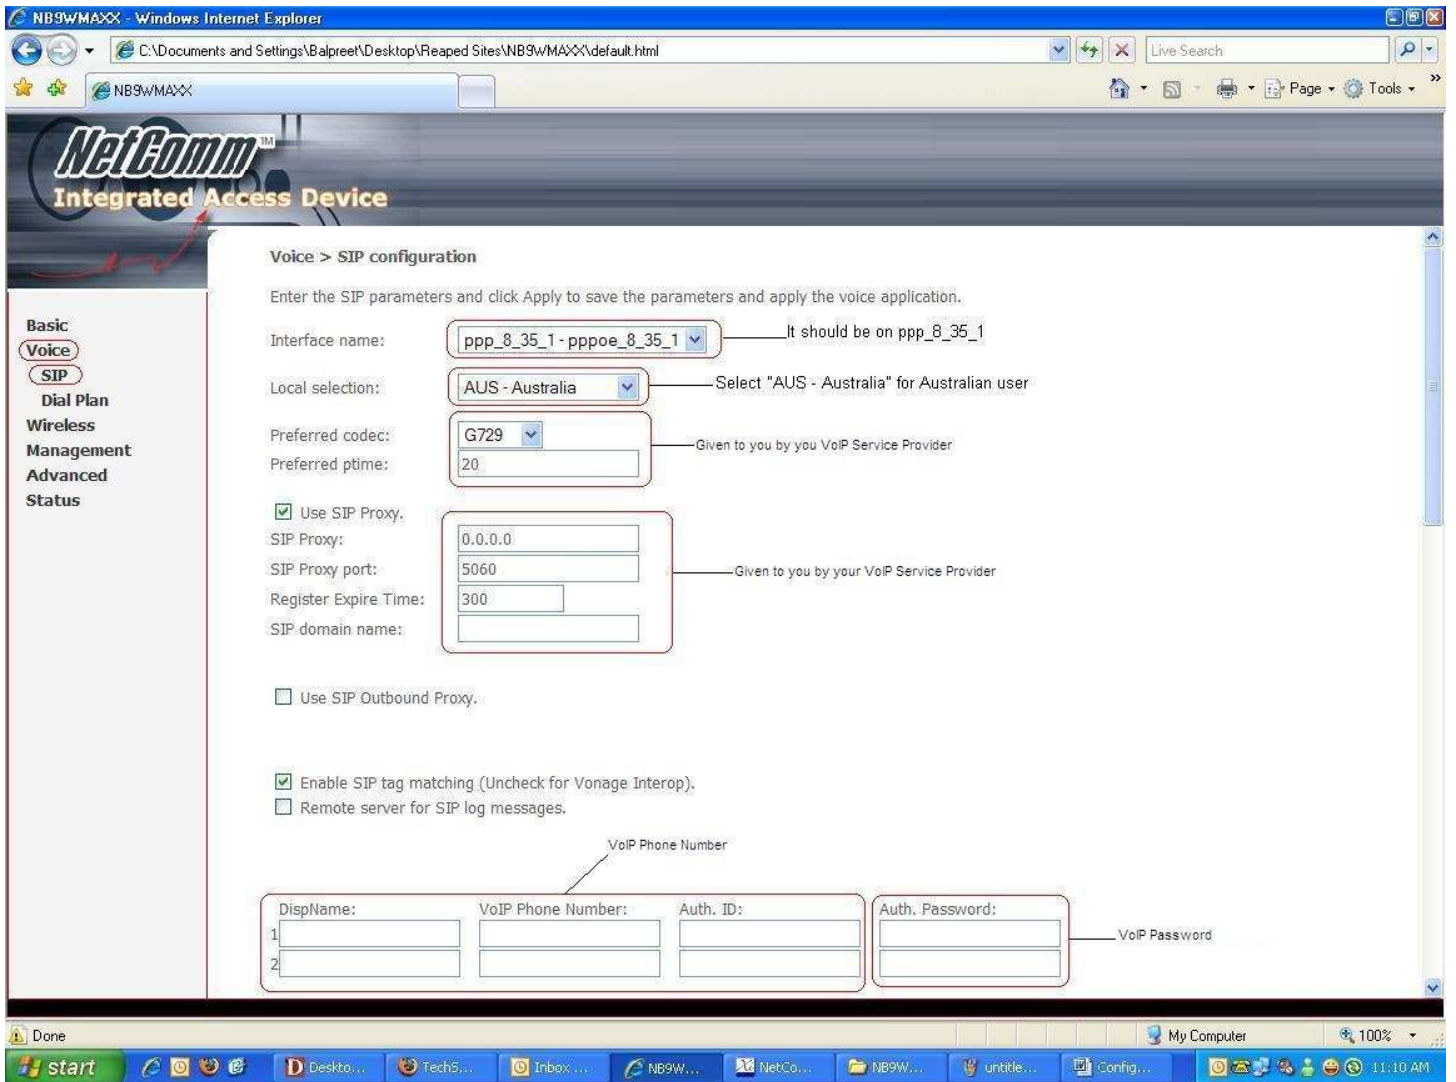 NB9WMAXX - Windows Internet Explorer
C:\Documents and Settings\Balpreet\Desktop\Reaped Sites\NB9WMAXX\default.html
Live Search
NB9WMAXX
Page
Tools
NetComm™
Integrated Access Device
Basic
Voice
SIP
Dial Plan
Wireless
Management
Advanced
Status
Voice > SIP configuration
Enter the SIP parameters and click Apply to save the parameters and apply the voice application.
Interface name: ppp_8_35_1 - pppoe_8_35_1 It should be on ppp_8_35_1
Local selection: AUS - Australia Select "AUS - Australia" for Australian user
Preferred codec: G729
Given to you by you VoIP Service Provider
Preferred ptime: 20
Use SIP Proxy.
SIP Proxy: 0.0.0.0
SIP Proxy port: 5060 Given to you by your VoIP Service Provider
Register Expire Time: 300
SIP domain name:
Use SIP Outbound Proxy.
Enable SIP tag matching (Uncheck for Vonage Interop).
Remote server for SIP log messages.
VoIP Phone Number
DispName: VoIP Phone Number: Auth. ID: Auth. Password:
1 VoIP Password
2
Done My Computer 100%
start Deskto... TechS... Inbox ... NB9W... NetCo... NB9W... untitle... Config... 11:10 AM